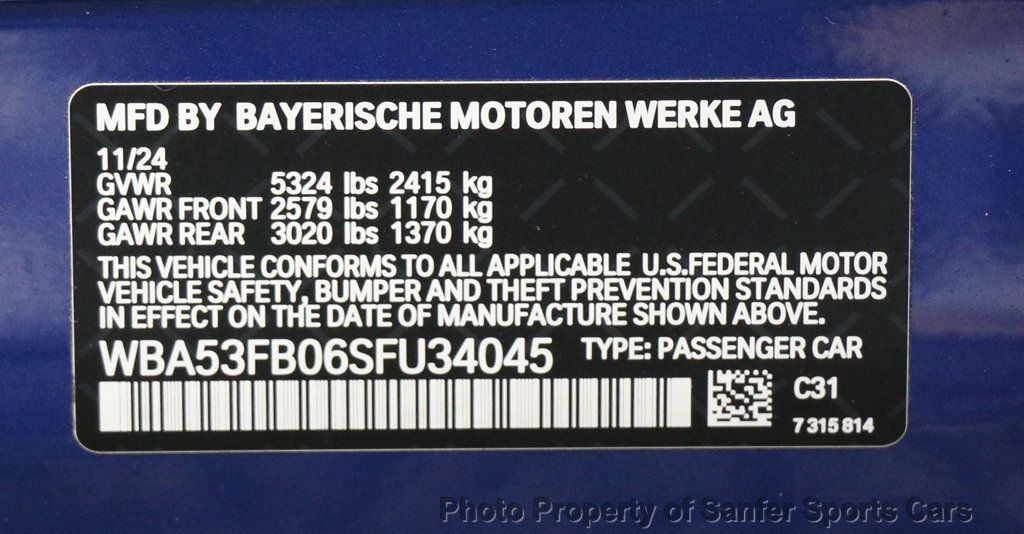 MFD BY BAYERISCHE MOTOREN WERKE AG
11/24
GVWR 5324 lbs 2415 kg
GAWR FRONT 2579 lbs 1170 kg
GAWR REAR 3020 lbs 1370 kg
THIS VEHICLE CONFORMS TO ALL APPLICABLE U.S.FEDERAL MOTOR
VEHICLE SAFETY, BUMPER AND THEFT PREVENTION STANDARDS
IN EFFECT ON THE DATE OF MANUFACTURE SHOWN ABOVE.
WBA53FB06SFU34045 TYPE: PASSENGER CAR
C31
7 315 814
Photo Property of Sanfer Sports Cars